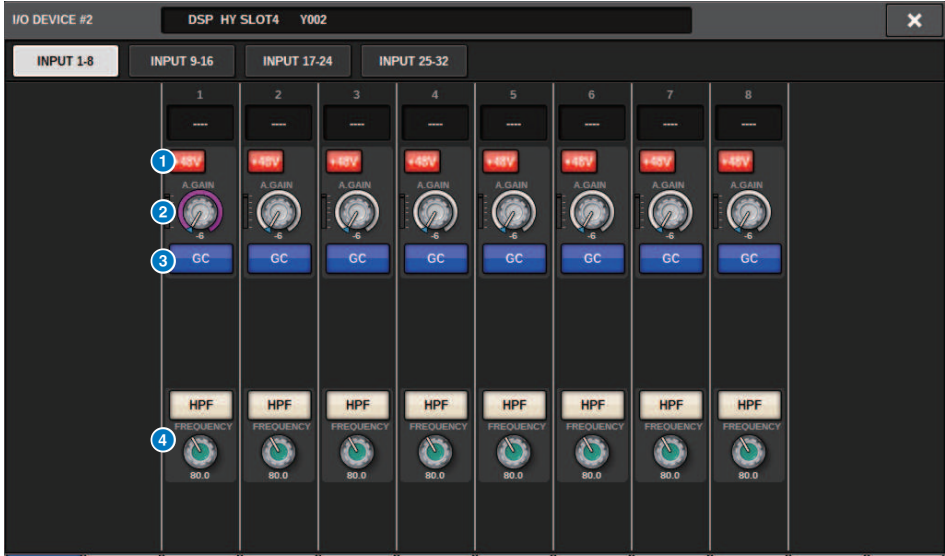 I/O DEVICE #2 DSP HY SLOT4 Y002
INPUT 1-8 INPUT 9-16 INPUT 17-24 INPUT 25-32
1 2 3 4 5 6 7 8
---- ---- ---- ---- ---- ---- ---- ----
1 +48V +48V +48V +48V +48V +48V +48V +48V
A.GAIN A.GAIN A.GAIN A.GAIN A.GAIN A.GAIN A.GAIN A.GAIN
2
-6 -6 -6 -6 -6 -6 -6 -6
3 GC GC GC GC GC GC GC GC
HPF HPF HPF HPF HPF HPF HPF HPF
FREQUENCY FREQUENCY FREQUENCY FREQUENCY FREQUENCY FREQUENCY FREQUENCY FREQUENCY
4
80.0 80.0 80.0 80.0 80.0 80.0 80.0 80.0